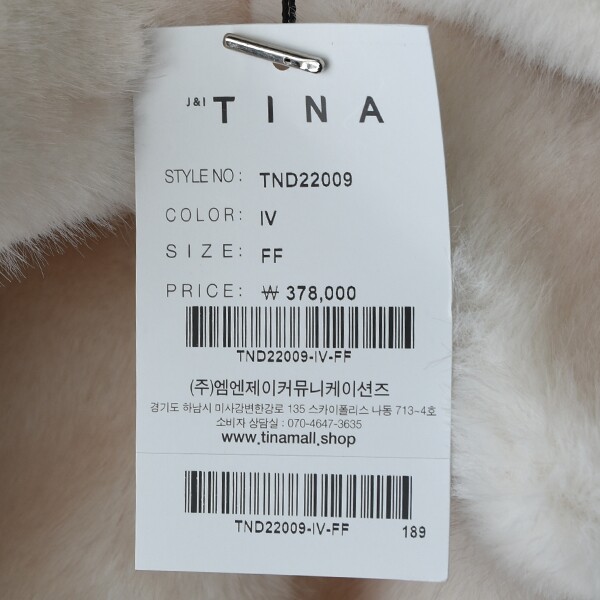 J&I TINA
STYLE NO: TND22009
COLOR: IV
SIZE: FF
PRICE: ₩ 378,000
TND22009-IV-FF
(주)엠엔제이커뮤니케이션즈
경기도 하남시 미사강변한강로 135 스카이폴리스 나동 713~4호
소비자 상담실 : 070-4647-3635
www.tinamall.shop
TND22009-IV-FF 189